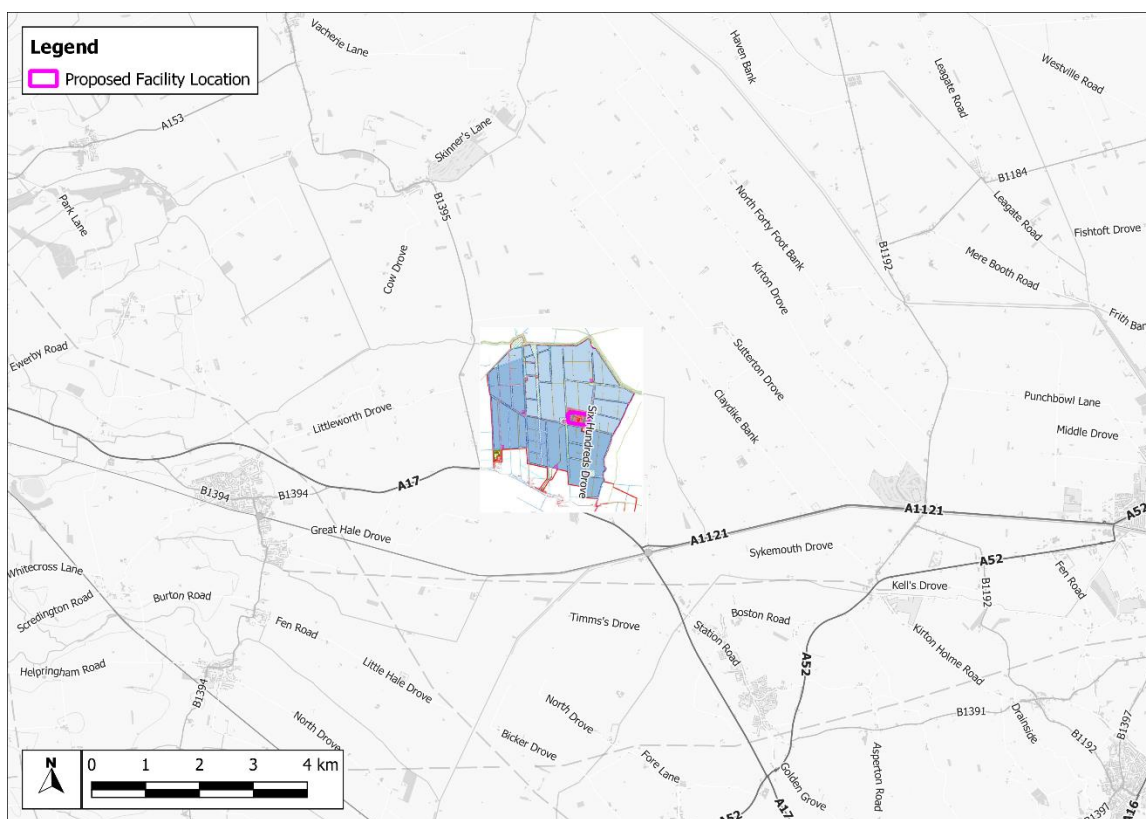 Legend
Proposed Facility Location
Vacherie Lane
Haven Bank
Leagate Road
Westville Road
A153
Skinner's Lane
B1184
Park Lane
B1395
North Forty Foot Bank
Leagate Road
Fishtoft Drove
Cow Drove
Kirton Drove
B1192
Mere Booth Road
Frith Ban
Ewerby Road
Sutterton Drove
Littleworth Drove
Claydike Bank
Punchbowl Lane
Six Hundreds Drove
Middle Drove
A17
B1394
B1394
Great Hale Drove
A1121
A1121
A52
Sykemouth Drove
A52
Whitecross Lane
Kell's Drove
B1192
Fen Road
Scredington Road
Burton Road
Fen Road
Timms's Drove
Boston Road
Station Road
Kirton Holme Road
Helpringham Road
B1394
Little Hale Drove
A52
North Drove
North Drove
B1391
Drainside
B1397
Bicker Drove
Fore Lane
Asperton Road
B1192
Golden Grove
N
0 1 2 3 4 km
A52
A17
B1397
A16